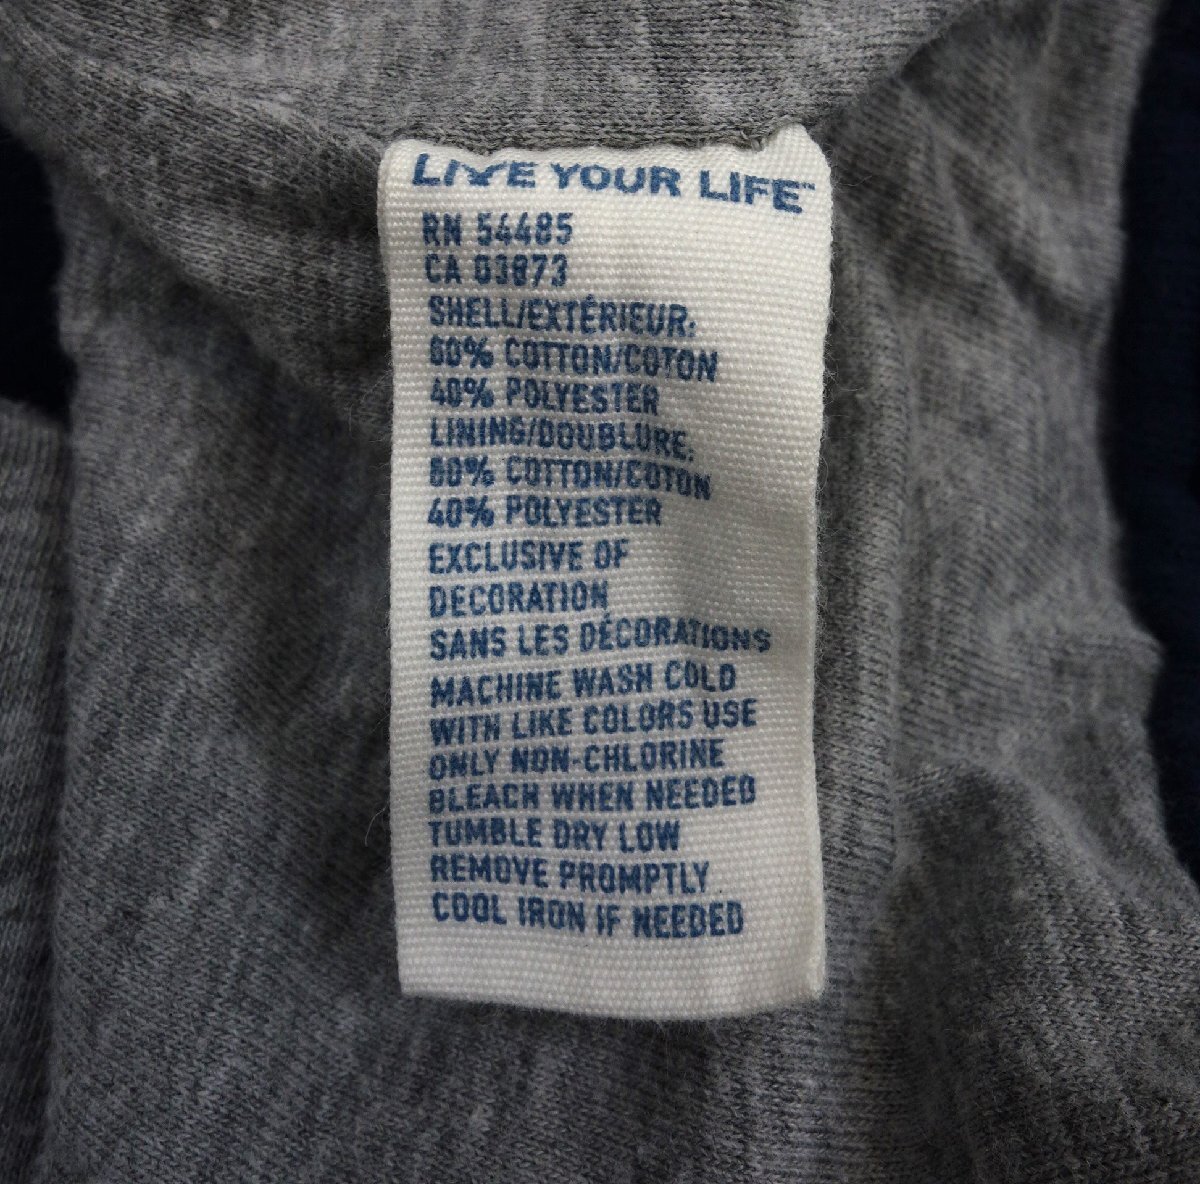 LIVE YOUR LIFE™
RN 54485
CA 03873
SHELL/EXTÉRIEUR:
60% COTTON/COTON
40% POLYESTER
LINING/DOUBLURE:
60% COTTON/COTON
40% POLYESTER
EXCLUSIVE OF
DECORATION
SANS LES DÉCORATIONS
MACHINE WASH COLD
WITH LIKE COLORS USE
ONLY NON-CHLORINE
BLEACH WHEN NEEDED
TUMBLE DRY LOW
REMOVE PROMPTLY
COOL IRON IF NEEDED